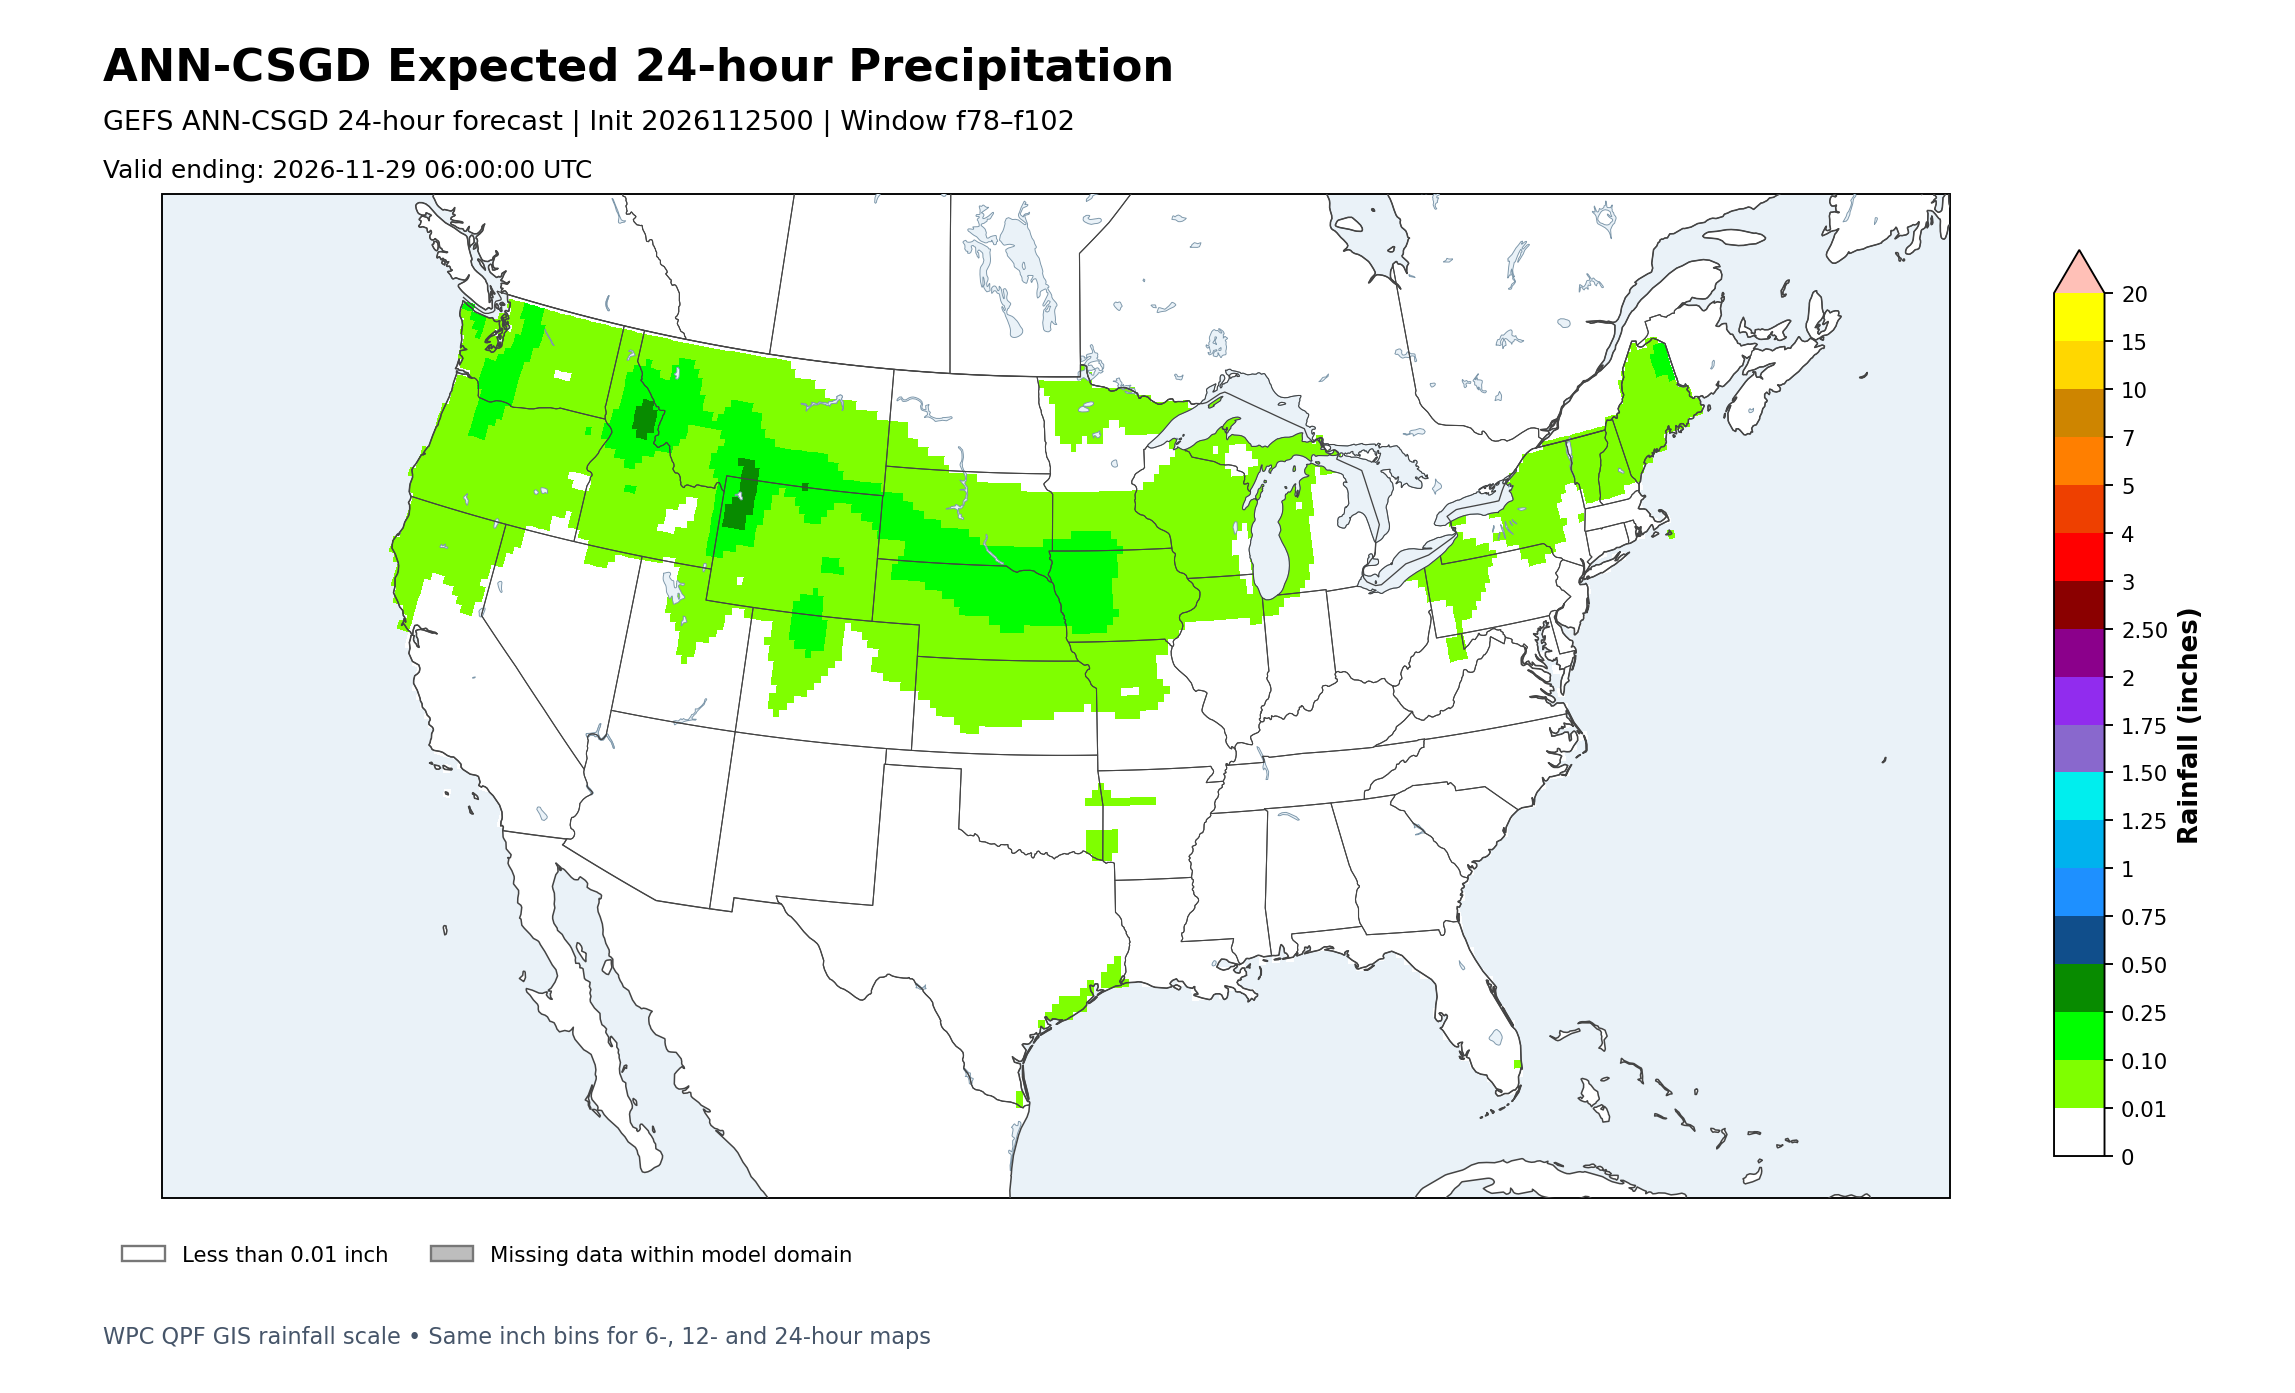 ANN-CSGD Expected 24-hour Precipitation
GEFS ANN-CSGD 24-hour forecast | Init 2026112500 | Window f78–f102
Valid ending: 2026-11-29 06:00:00 UTC
20
15
10
7
5
4
3
2.50
2
1.75
1.50
1.25
1
0.75
0.50
0.25
0.10
0.01
0
Rainfall (inches)
Less than 0.01 inch
Missing data within model domain
WPC QPF GIS rainfall scale • Same inch bins for 6-, 12- and 24-hour maps